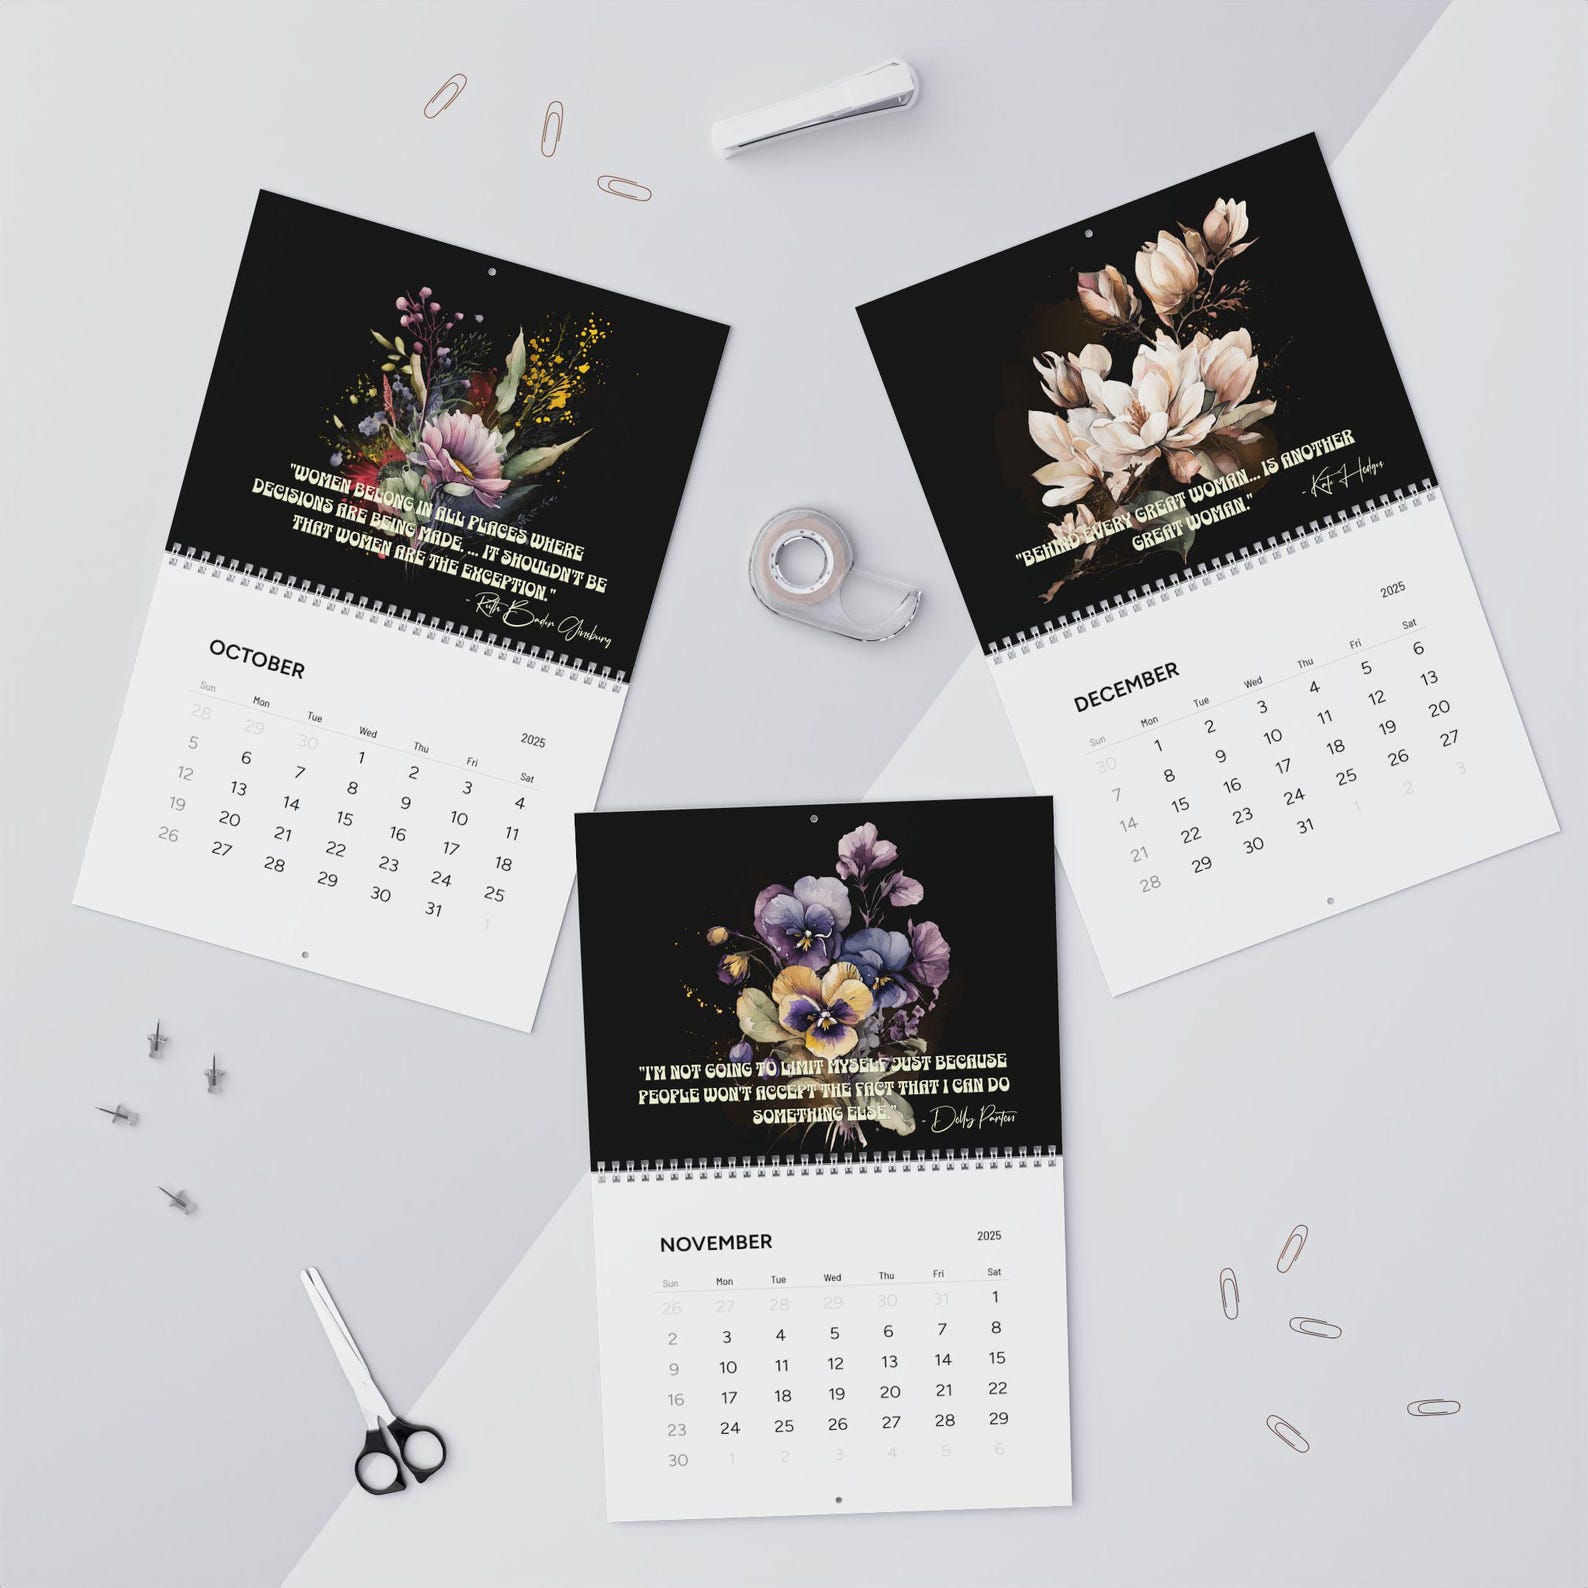 "WOMEN BELONG IN ALL PLACES WHERE
DECISIONS ARE BEING MADE. ... IT SHOULDN'T BE
THAT WOMEN ARE THE EXCEPTION."
- Ruth Bader Ginsburg
OCTOBER
2025
Sun Mon Tue Wed Thu Fri Sat
28 29 30 1 2 3 4
5 6 7 8 9 10 11
12 13 14 15 16 17 18
19 20 21 22 23 24 25
26 27 28 29 30 31 1
"BEHIND EVERY GREAT WOMAN... IS ANOTHER
GREAT WOMAN."
- Kate Hedges
DECEMBER
2025
Sun Mon Tue Wed Thu Fri Sat
30 1 2 3 4 5 6
7 8 9 10 11 12 13
14 15 16 17 18 19 20
21 22 23 24 25 26 27
28 29 30 31 1 2 3
"I'M NOT GOING TO LIMIT MYSELF JUST BECAUSE
PEOPLE WON'T ACCEPT THE FACT THAT I CAN DO
SOMETHING ELSE."
- Dolly Parton
NOVEMBER
2025
Sun Mon Tue Wed Thu Fri Sat
26 27 28 29 30 31 1
2 3 4 5 6 7 8
9 10 11 12 13 14 15
16 17 18 19 20 21 22
23 24 25 26 27 28 29
30 1 2 3 4 5 6